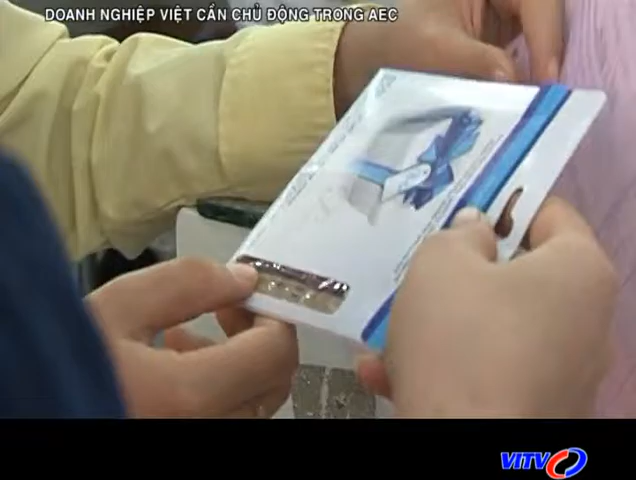 DOANH NGHIỆP VIỆT CẦN CHỦ ĐỘNG TRONG AEC
VITV